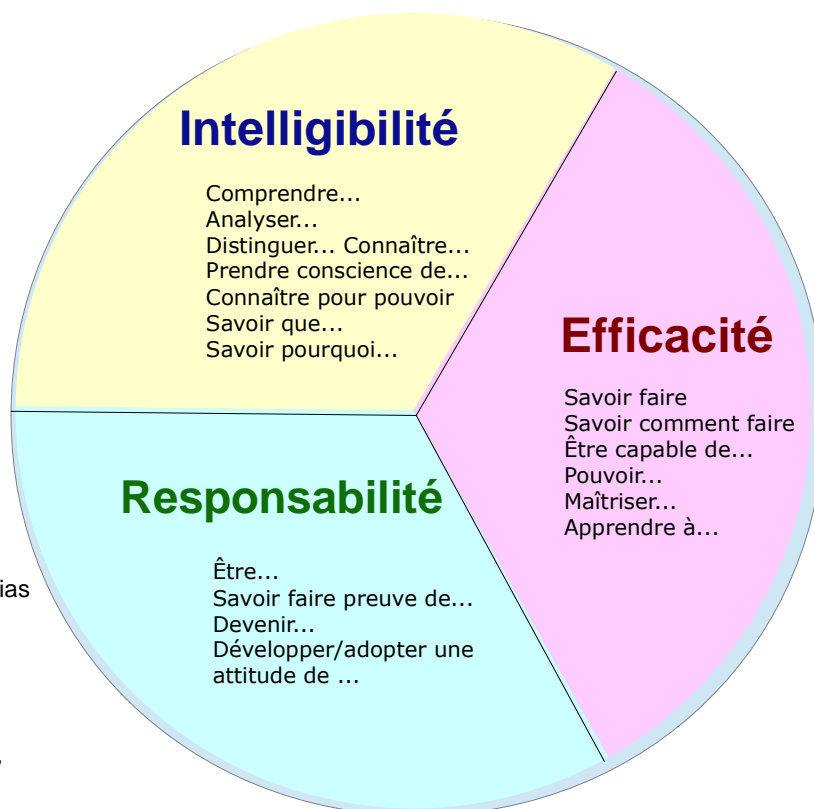 Intelligibilité
Comprendre...
Analyser...
Distinguer... Connaître...
Prendre conscience de...
Connaître pour pouvoir
Savoir que...
Savoir pourquoi...
Efficacité
Savoir faire
Savoir comment faire
Être capable de...
Pouvoir...
Maîtriser...
Apprendre à...
Responsabilité
Être...
Savoir faire preuve de...
Devenir...
Développer/adopter une
attitude de ...
ias